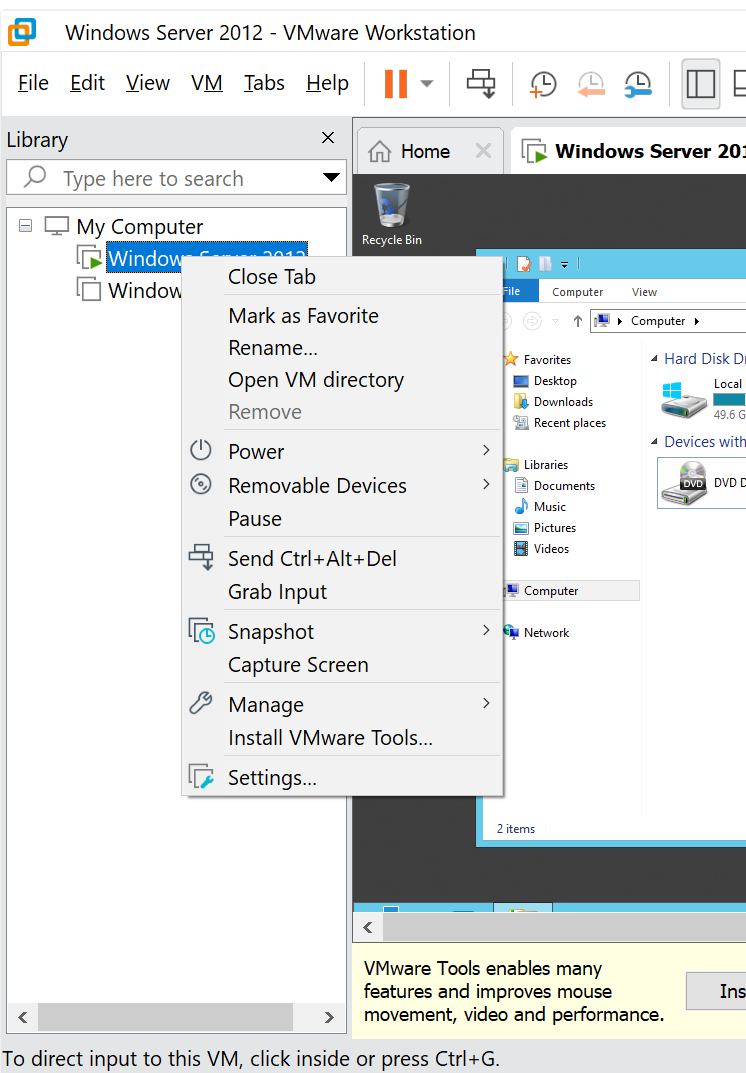 Windows Server 2012 - VMware Workstation
File Edit View VM Tabs Help
Library
Type here to search
My Computer
Windows Server 2012
Window
Close Tab
Mark as Favorite
Rename...
Open VM directory
Remove
Power
Removable Devices
Pause
Send Ctrl+Alt+Del
Grab Input
Snapshot
Capture Screen
Manage
Install VMware Tools...
Settings...
Home
Windows Server 201
Recycle Bin
File Computer View
Computer
Favorites
Desktop
Downloads
Recent places
Libraries
Documents
Music
Pictures
Videos
Computer
Network
Hard Disk Dr
Local
49.6 G
Devices with
DVD
DVD D
2 items
VMware Tools enables many
features and improves mouse
movement, video and performance.
Ins
To direct input to this VM, click inside or press Ctrl+G.